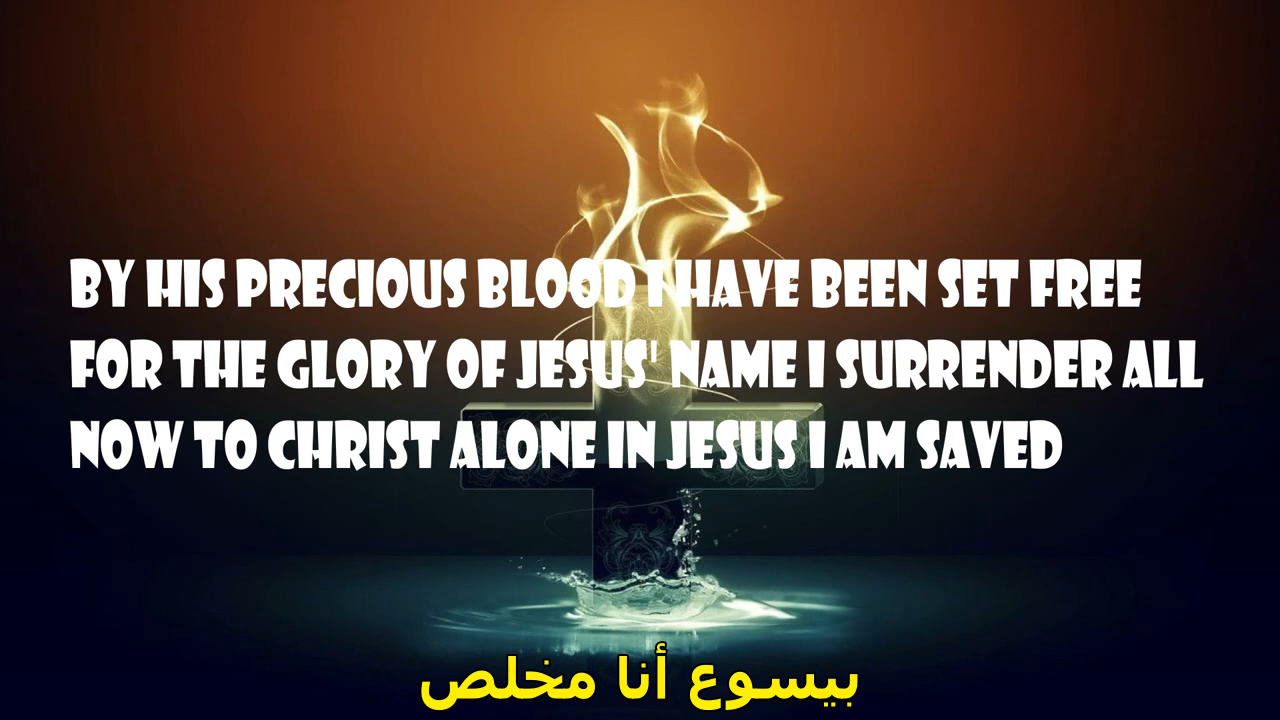 BY HIS PRECIOUS BLOOD I HAVE BEEN SET FREE
FOR THE GLORY OF JESUS' NAME I SURRENDER ALL
NOW TO CHRIST ALONE IN JESUS I AM SAVED
بيسوع أنا مخلص